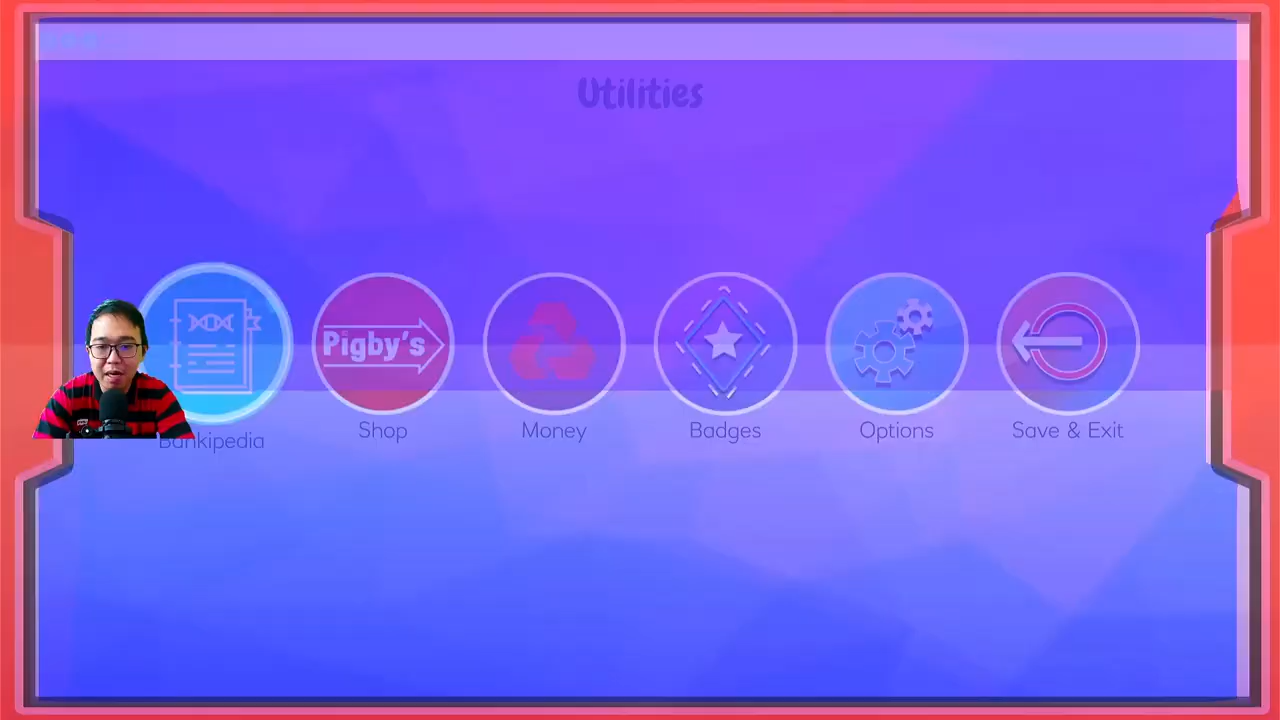 Utilities
Pigby's
Bankipedia
Shop
Money
Badges
Options
Save & Exit